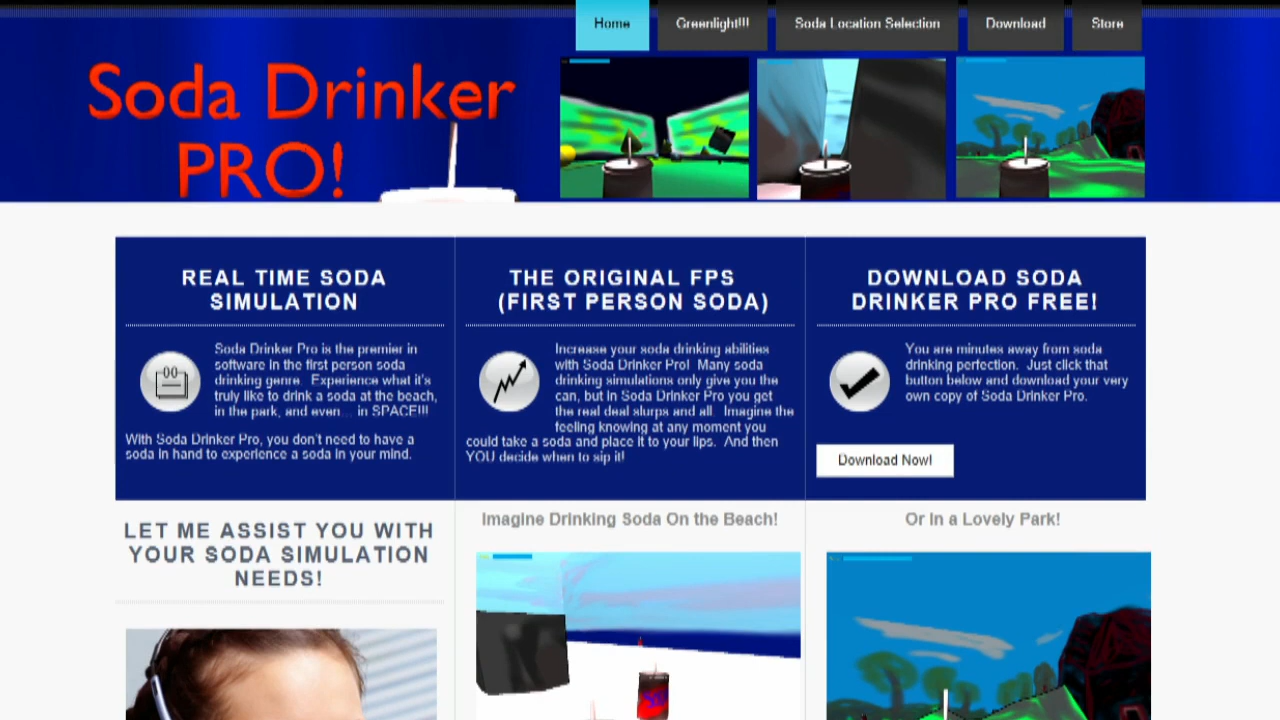 Home
Greenlight!!!
Soda Location Selection
Download
Store
Soda Drinker
PRO!
REAL TIME SODA
SIMULATION
Soda Drinker Pro is the premier in
software in the first person soda
drinking genre. Experience what it's
truly like to drink a soda at the beach,
in the park, and even.... in SPACE!!!
With Soda Drinker Pro, you don't need to have a
soda in hand to experience a soda in your mind.
THE ORIGINAL FPS
(FIRST PERSON SODA)
Increase your soda drinking abilities
with Soda Drinker Pro! Many soda
drinking simulations only give you the
can, but in Soda Drinker Pro you get
the real deal slurps and all. Imagine the
feeling knowing at any moment you
could take a soda and place it to your lips. And then
YOU decide when to sip it!
DOWNLOAD SODA
DRINKER PRO FREE!
You are minutes away from soda
drinking perfection. Just click that
button below and download your very
own copy of Soda Drinker Pro.
Download Now!
LET ME ASSIST YOU WITH
YOUR SODA SIMULATION
NEEDS!
Imagine Drinking Soda On the Beach!
Or In a Lovely Park!